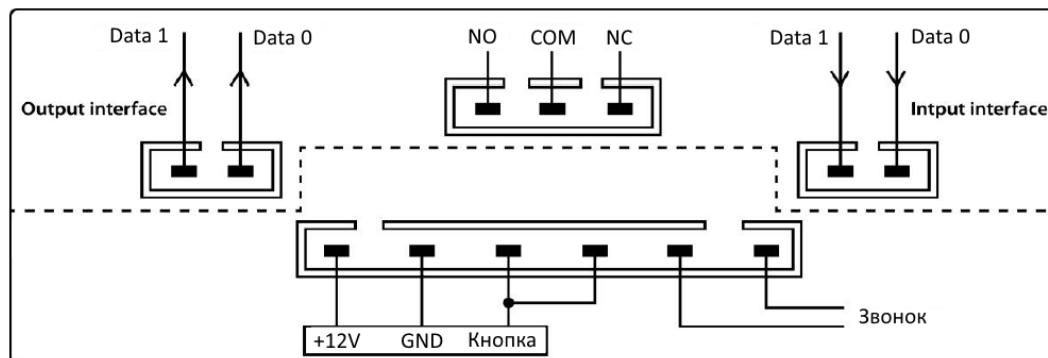 Data 1
Data 0
NO
COM
NC
Data 1
Data 0
Output interface
Intput interface
+12V
GND
Кнопка
Звонок